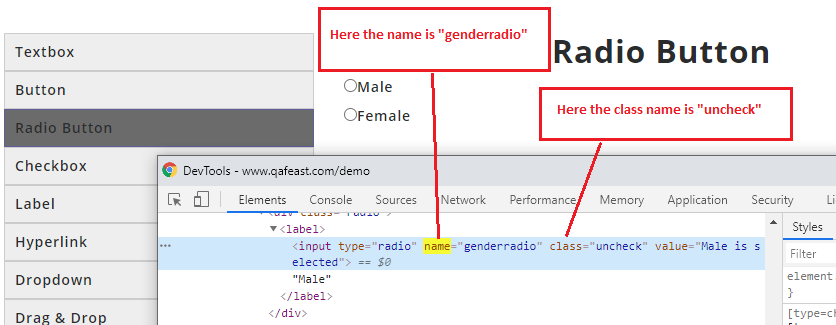 Here the name is "genderradio"
Radio Button
Textbox
Button
Male
Here the class name is "uncheck"
Female
Radio Button
Checkbox
DevTools - www.qafeast.com/demo
Label
Elements Console Sources Network Performance Memory Application Security
Hyperlink
<div class="radio">
Styles
▼<label>
Dropdown
<input type="radio" name="genderradio" class="uncheck" value="Male is s
elected"> == $0
Filter
"Male"
element.
</label>
}
Drag & Drop
</div>
[type=ch